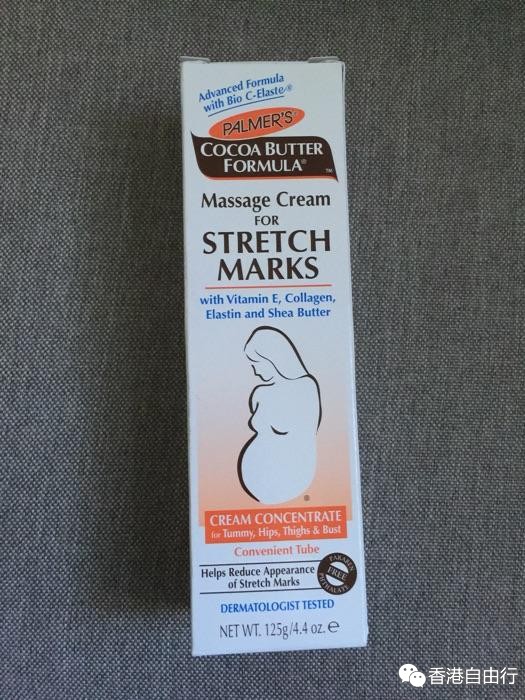 Advanced Formula
with Bio C-Elaste®
PALMER'S®
COCOA BUTTER
FORMULA®
™
Massage Cream
FOR
STRETCH
MARKS
with Vitamin E, Collagen,
Elastin and Shea Butter
®
CREAM CONCENTRATE
for Tummy, Hips, Thighs & Bust
Convenient Tube
Helps Reduce Appearance
of Stretch Marks
PARABEN
FREE
PHTHALATE
DERMATOLOGIST TESTED
NET WT. 125g/4.4 oz. e
香港自由行